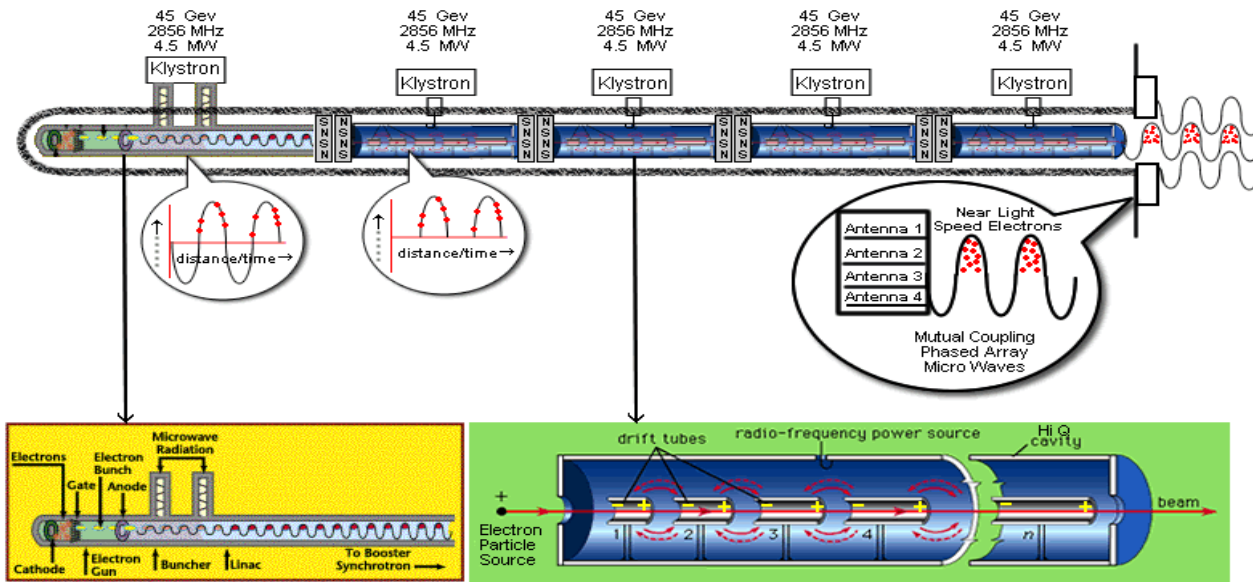 45 Gev
2856 MHz
4.5 MW
Klystron
45 Gev
2856 MHz
4.5 MW
Klystron
45 Gev
2856 MHz
4.5 MW
Klystron
45 Gev
2856 MHz
4.5 MW
Klystron
45 Gev
2856 MHz
4.5 MW
Klystron
S N S N
N S N S
S N S N
N S N S
S N S N
N S N S
S N S N
N S N S
distance/time→
distance/time→
Near Light
Speed Electrons
Antenna 1
Antenna 2
Antenna 3
Antenna 4
Mutual Coupling
Phased Array
Micro Waves
Microwave
Radiation
Electrons
Electron
Bunch
Gate
Anode
Cathode
Electron
Gun
Buncher
Linac
To Booster
Synchrotron
drift tubes
radio-frequency power source
Hi Q
cavity
+
Electron
Particle
Source
- +
- +
- +
- +
- +
1
2
3
4
n
beam